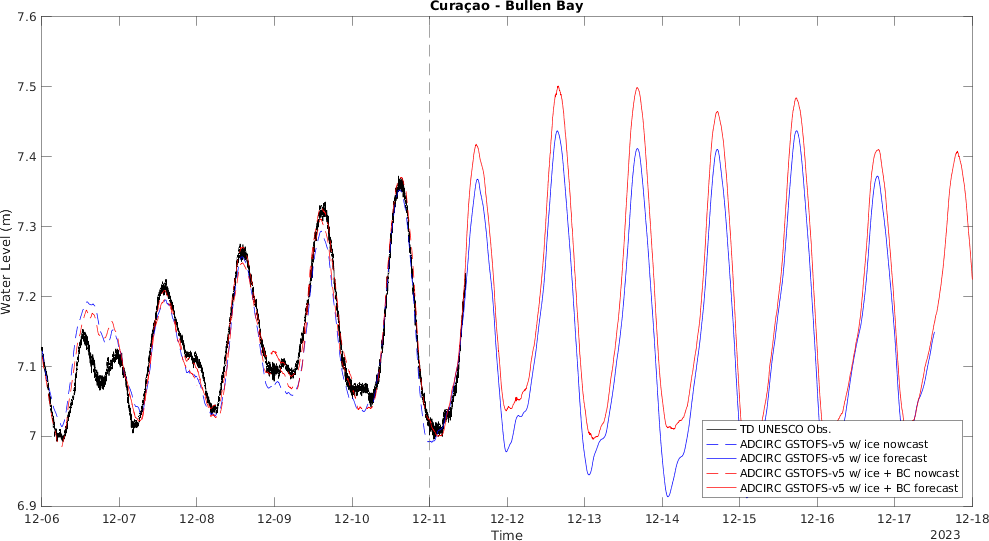 Curaçao - Bullen Bay
7.6
7.5
7.4
7.3
7.2
7.1
7
6.9
Water Level (m)
12-06 12-07 12-08 12-09 12-10 12-11 12-12 12-13 12-14 12-15 12-16 12-17 12-18
Time
2023
TD UNESCO Obs.
ADCIRC GSTOFS-v5 w/ ice nowcast
ADCIRC GSTOFS-v5 w/ ice forecast
ADCIRC GSTOFS-v5 w/ ice + BC nowcast
ADCIRC GSTOFS-v5 w/ ice + BC forecast